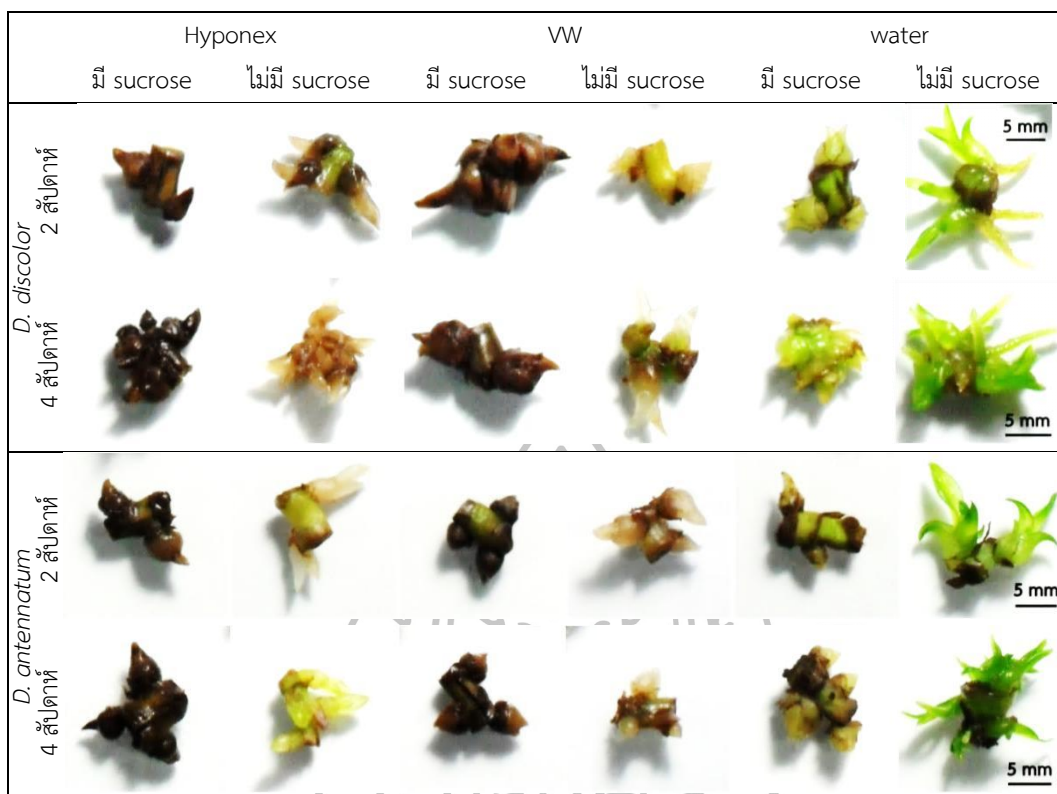 Hyponex VW water
มี sucrose ไม่มี sucrose มี sucrose ไม่มี sucrose มี sucrose ไม่มี sucrose
D. discolor
2 สัปดาห์
5 mm
4 สัปดาห์
5 mm
D. antennatum
2 สัปดาห์
5 mm
4 สัปดาห์
5 mm